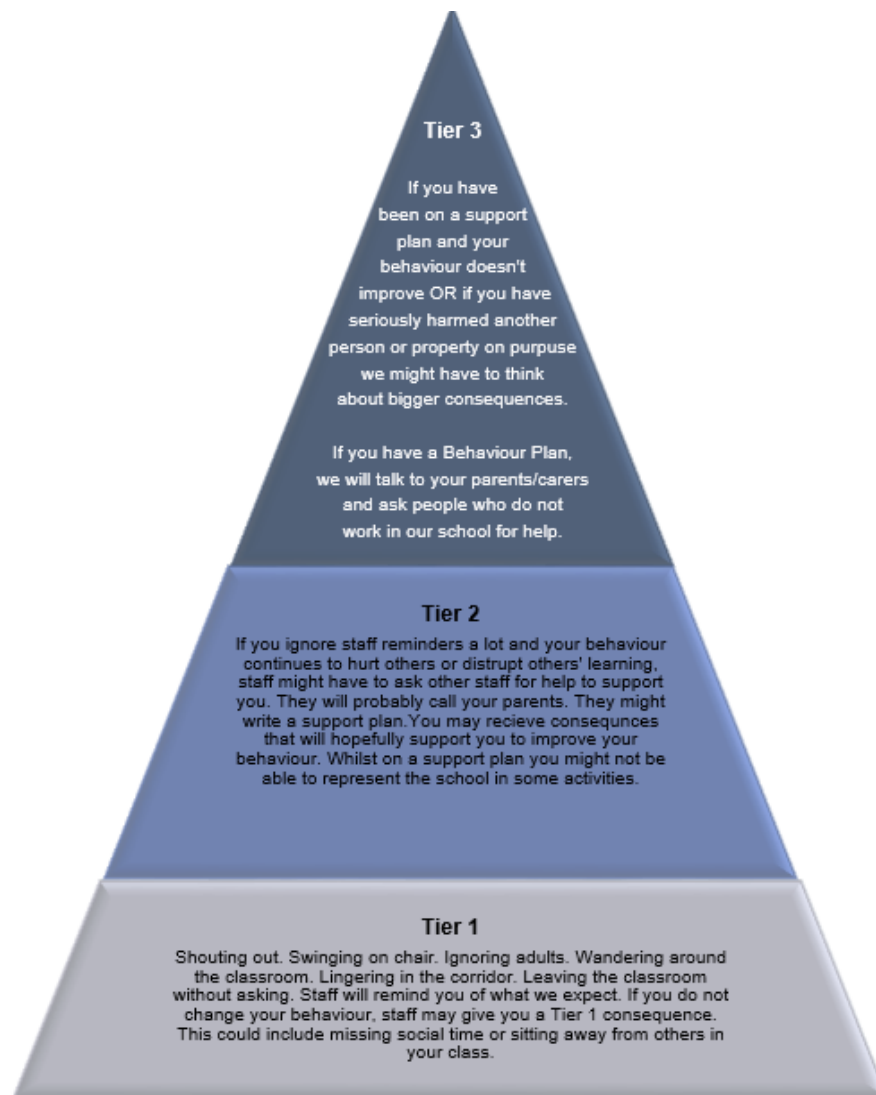 Tier 3
If you have
been on a support
plan and your
behaviour doesn't
improve OR if you have
seriously harmed another
person or property on purpuse
we might have to think
about bigger consequences.
If you have a Behaviour Plan,
we will talk to your parents/carers
and ask people who do not
work in our school for help.
Tier 2
If you ignore staff reminders a lot and your behaviour
continues to hurt others or distrupt others' learning,
staff might have to ask other staff for help to support
you. They will probably call your parents. They might
write a support plan.You may recieve consequnces
that will hopefully support you to improve your
behaviour. Whilst on a support plan you might not be
able to represent the school in some activities.
Tier 1
Shouting out. Swinging on chair. Ignoring adults. Wandering around
the classroom. Lingering in the corridor. Leaving the classroom
without asking. Staff will remind you of what we expect. If you do not
change your behaviour, staff may give you a Tier 1 consequence.
This could include missing social time or sitting away from others in
your class.